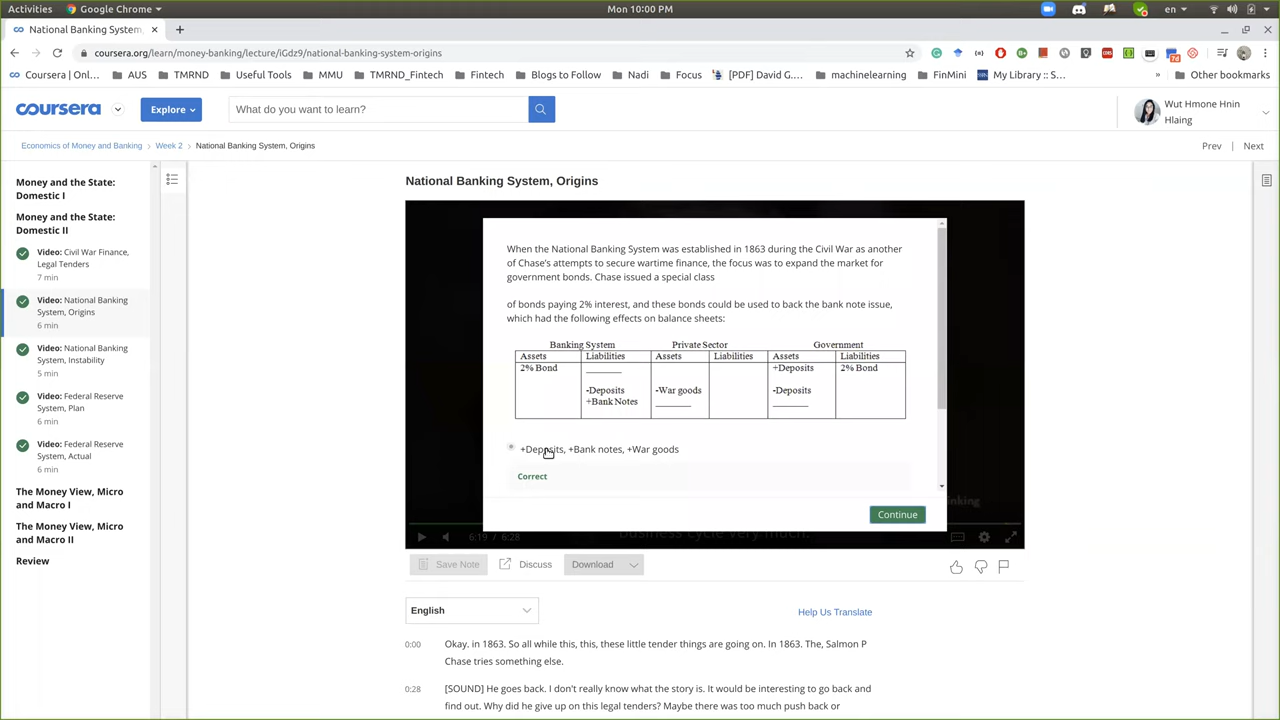 Activities
Google Chrome
Mon 10:00 PM
en
National Banking System,
coursera.org/learn/money-banking/lecture/iGdz9/national-banking-system-origins
Coursera | Onl…
AUS
TMRND
Useful Tools
MMU
TMRND_Fintech
Fintech
Blogs to Follow
Nadi
Focus
[PDF] David G.…
machinelearning
FinMini
My Library :: S…
»
Other bookmarks
coursera
Explore
What do you want to learn?
Wut Hmone Hnin
Hlaing
Economics of Money and Banking > Week 2 > National Banking System, Origins
Prev | Next
Money and the State:
Domestic I
Money and the State:
Domestic II
Video: Civil War Finance,
Legal Tenders
7 min
Video: National Banking
System, Origins
6 min
Video: National Banking
System, Instability
5 min
Video: Federal Reserve
System, Plan
6 min
Video: Federal Reserve
System, Actual
6 min
The Money View, Micro
and Macro I
The Money View, Micro
and Macro II
Review
National Banking System, Origins
When the National Banking System was established in 1863 during the Civil War as another
of Chase's attempts to secure wartime finance, the focus was to expand the market for
government bonds. Chase issued a special class
of bonds paying 2% interest, and these bonds could be used to back the bank note issue,
which had the following effects on balance sheets:
Banking System Private Sector Government
Assets Liabilities Assets Liabilities Assets Liabilities
2% Bond +Deposits 2% Bond
-Deposits -War goods -Deposits
+Bank Notes
+Deposits, +Bank notes, +War goods
Correct
Continue
inking
business cycle very much.
6:19 / 6:28
Save Note
Discuss
Download
English
Help Us Translate
0:00
Okay. in 1863. So all while this, this, these little tender things are going on. In 1863. The, Salmon P
Chase tries something else.
0:28
[SOUND] He goes back. I don't really know what the story is. It would be interesting to go back and
find out. Why did he give up on this legal tenders? Maybe there was too much push back or